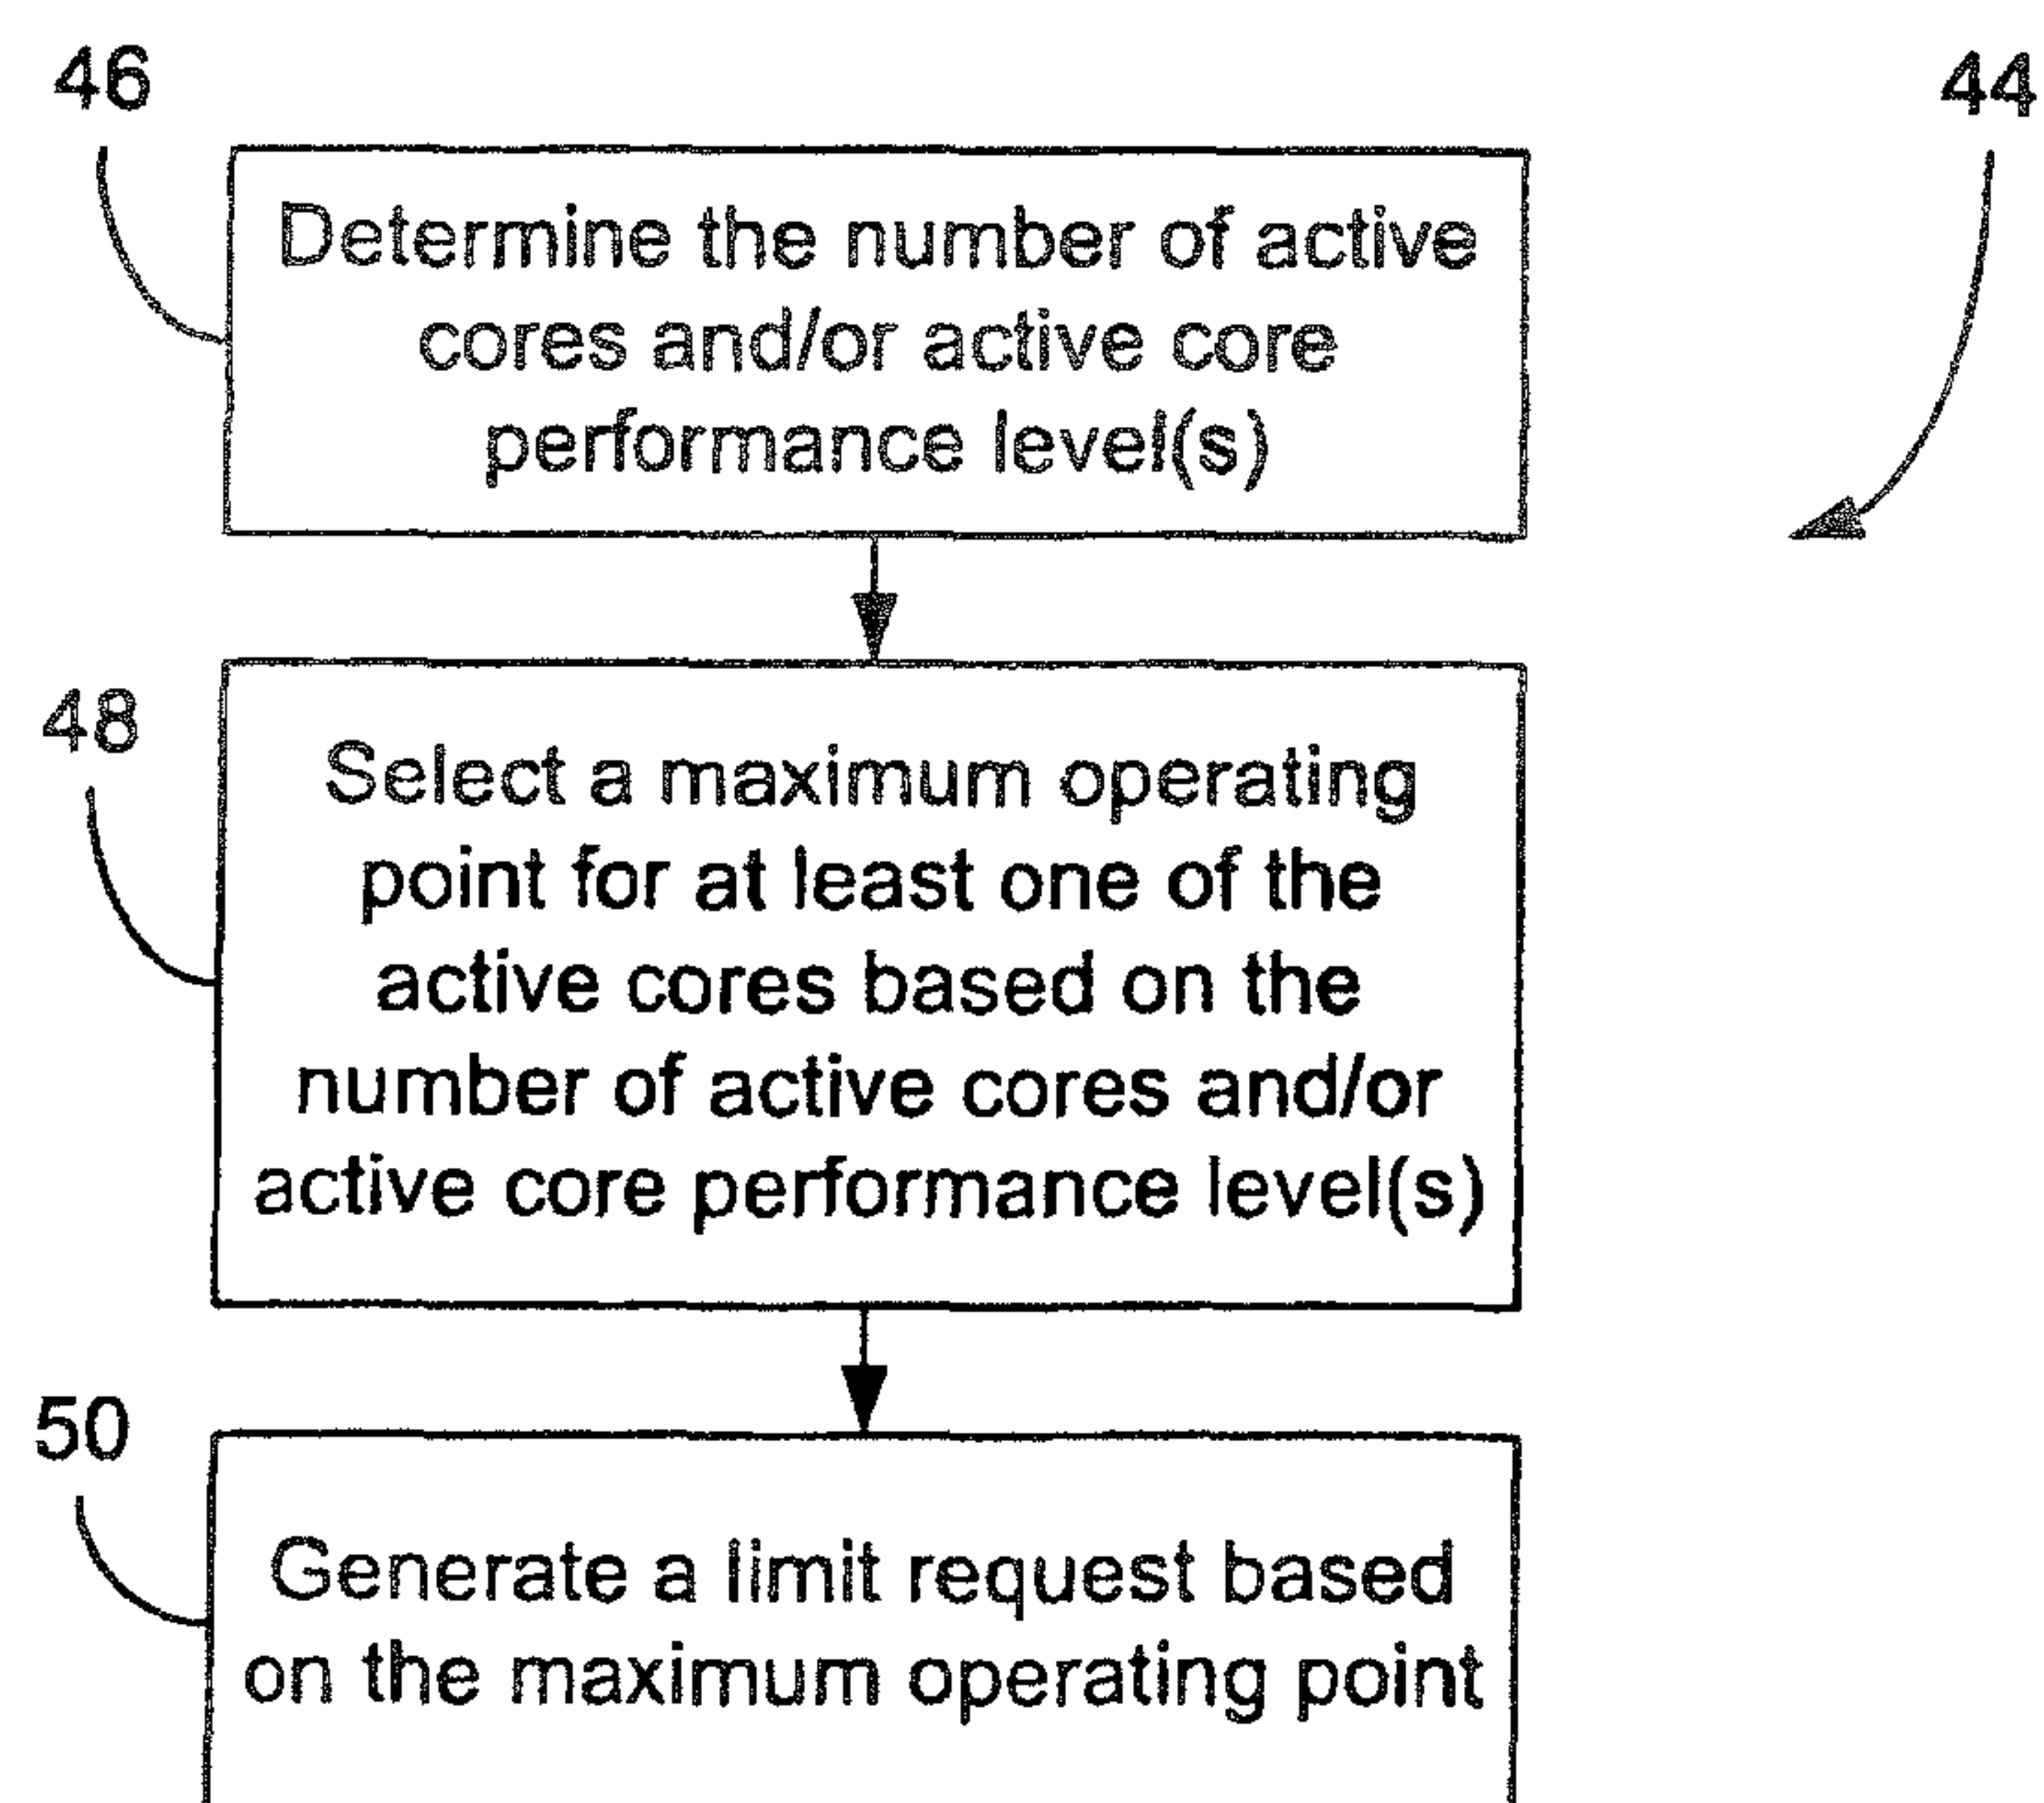 46
44
Determine the number of active
cores and/or active core
performance level(s)
48
Select a maximum operating
point for at least one of the
active cores based on the
number of active cores and/or
active core performance level(s)
50
Generate a limit request based
on the maximum operating point